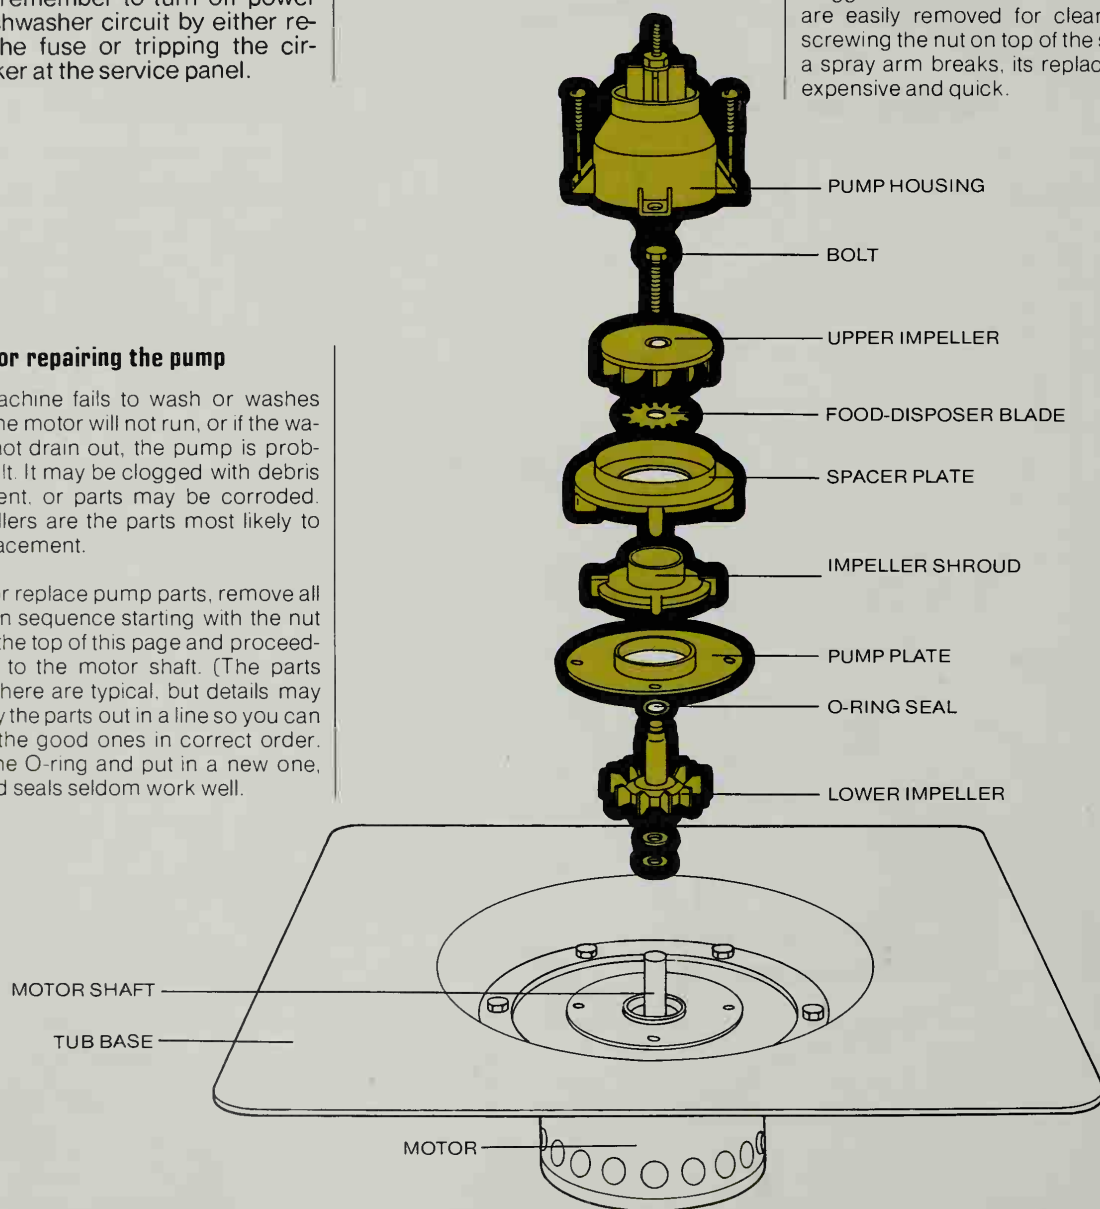 remember to turn off power
shwasher circuit by either re-
he fuse or tripping the cir-
ker at the service panel.
are easily removed for clear
screwing the nut on top of the s
a spray arm breaks, its replac
expensive and quick.
or repairing the pump
achine fails to wash or washes
ne motor will not run, or if the wa-
not drain out, the pump is prob-
lt. It may be clogged with debris
ent, or parts may be corroded.
llers are the parts most likely to
acement.
or replace pump parts, remove all
n sequence starting with the nut
the top of this page and proceed-
to the motor shaft. (The parts
here are typical, but details may
y the parts out in a line so you can
the good ones in correct order.
ne O-ring and put in a new one,
d seals seldom work well.
PUMP HOUSING
BOLT
UPPER IMPELLER
FOOD-DISPOSER BLADE
SPACER PLATE
IMPELLER SHROUD
PUMP PLATE
O-RING SEAL
LOWER IMPELLER
MOTOR SHAFT
TUB BASE
MOTOR